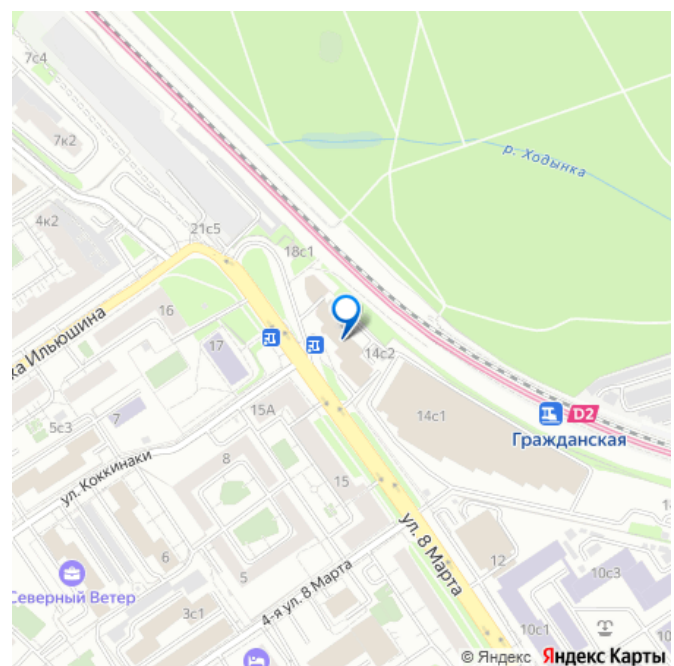 7с4
7к2
р. Ходынка
4к2
21с5
18с1
16
ка Ильюшина
17
14с2
15А
14с1
D2
Гражданская
7
5с3
ул. Коккинаки
8
15
ул. 8 Марта
12
6
5
10с3
Северный Ветер
3с1
4-я ул. 8 Марта
10с1
© Яндекс Яндекс Карты